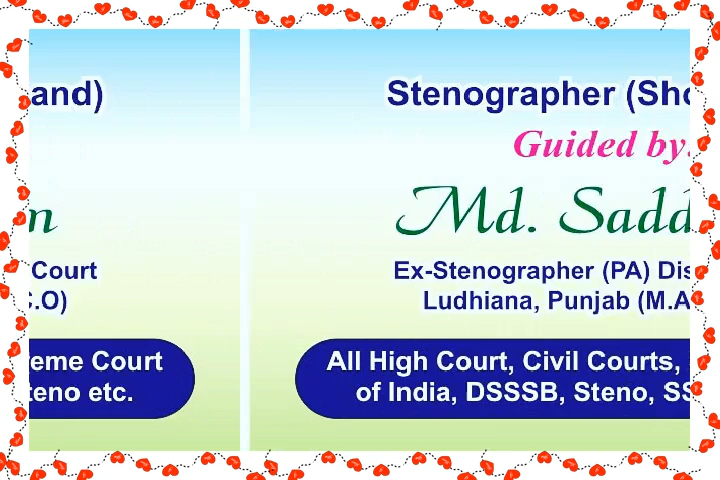 and)
Court
.O)
eme Court
teno etc.
Stenographer (Sho
Guided by
Md. Sadd
Ex-Stenographer (PA) Dis
Ludhiana, Punjab (M.A
All High Court, Civil Courts,
of India, DSSSB, Steno, SS